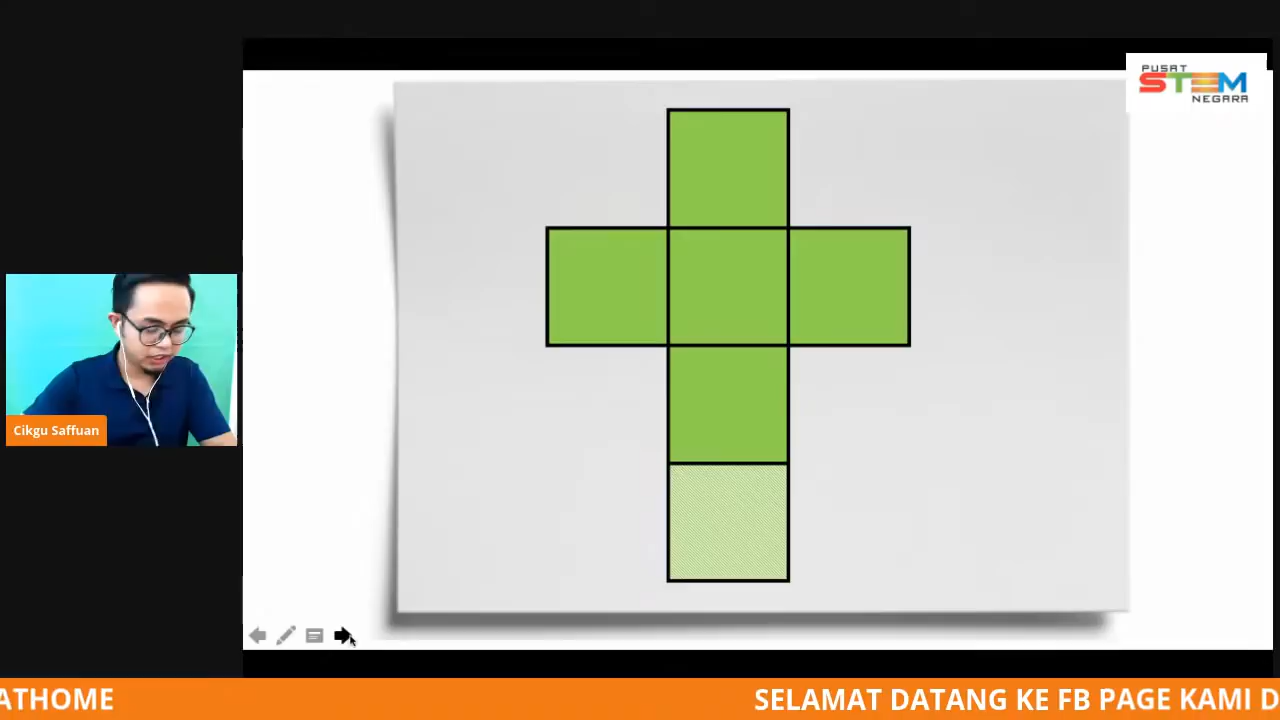 PUSAT
STEM
NEGARA
Cikgu Saffuan
ATHOME
SELAMAT DATANG KE FB PAGE KAMI D